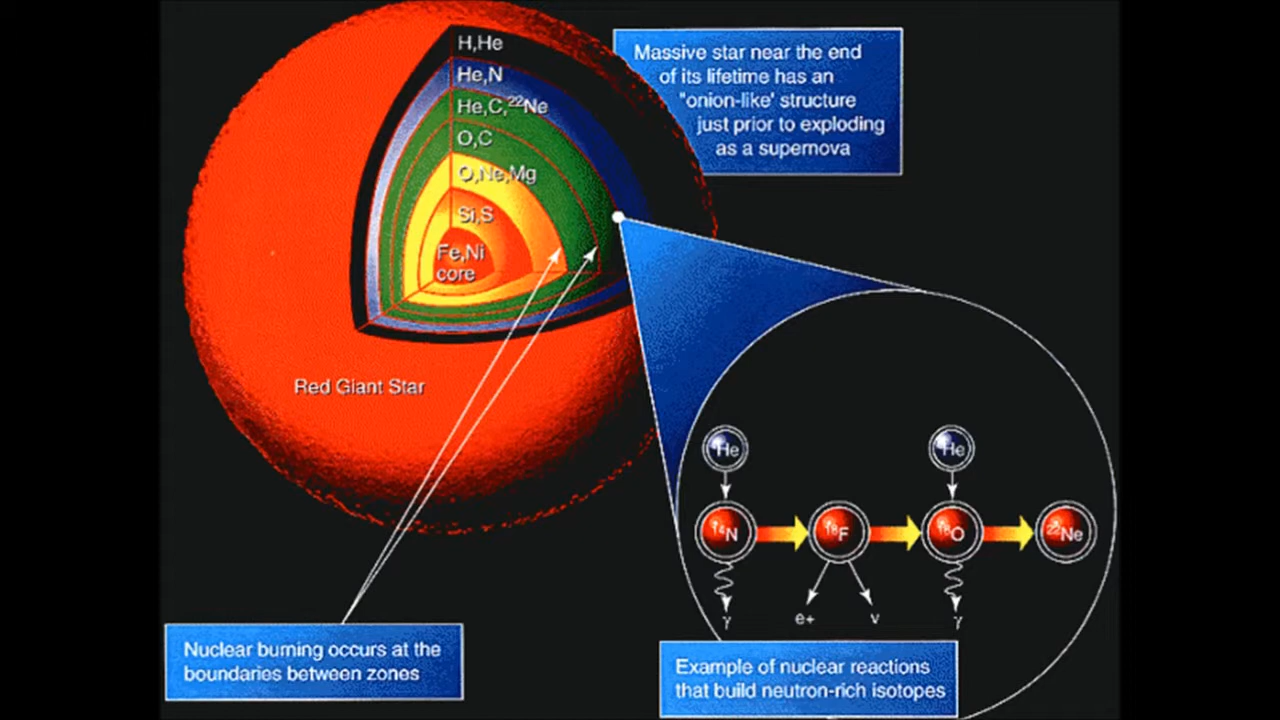 H,He
He,N
He,C,²²Ne
O,C
O,Ne,Mg
Si,S
Fe,Ni
core
Red Giant Star
Massive star near the end
of its lifetime has an
"onion-like' structure
just prior to exploding
as a supernova
Nuclear burning occurs at the
boundaries between zones
He
He
¹⁴N
¹⁸F
¹⁸O
²²Ne
γ
e+
ν
γ
Example of nuclear reactions
that build neutron-rich isotopes